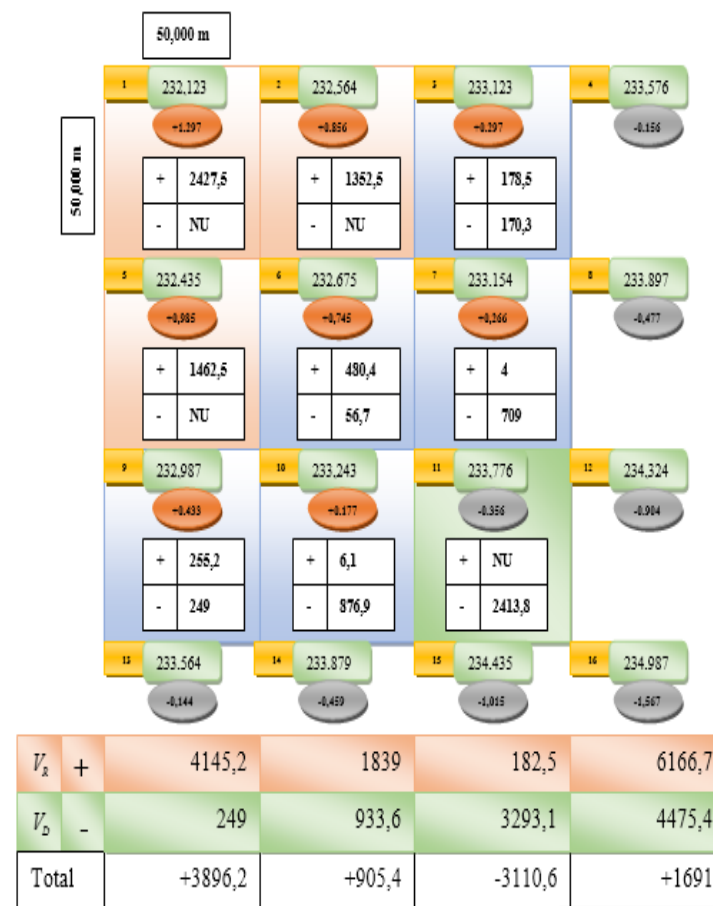 50,000 m
50,000 m
1 232,123 2 232,564 3 233,123 4 233,576
+1.297 +0,856 +0,297 -0.156
+ 2427,5 + 1352,5 + 178,5
- NU - NU - 170,3
5 232.435 6 232.675 7 233.154 8 233.897
+0,985 +0,745 +0,266 -0,477
+ 1462,5 + 480,4 + 4
- NU - 56,7 - 709
9 232,987 10 233,243 11 233,776 12 234,324
+0.433 +0.177 -0.356 -0.904
+ 255,2 + 6,1 + NU
- 249 - 876,9 - 2413,8
13 233.564 14 233.879 15 234.435 16 234.987
-0,144 -0,459 -1,015 -1,567
V_R + 4145,2 1839 182,5 6166,7
V_D - 249 933,6 3293,1 4475,4
Total +3896,2 +905,4 -3110,6 +1691